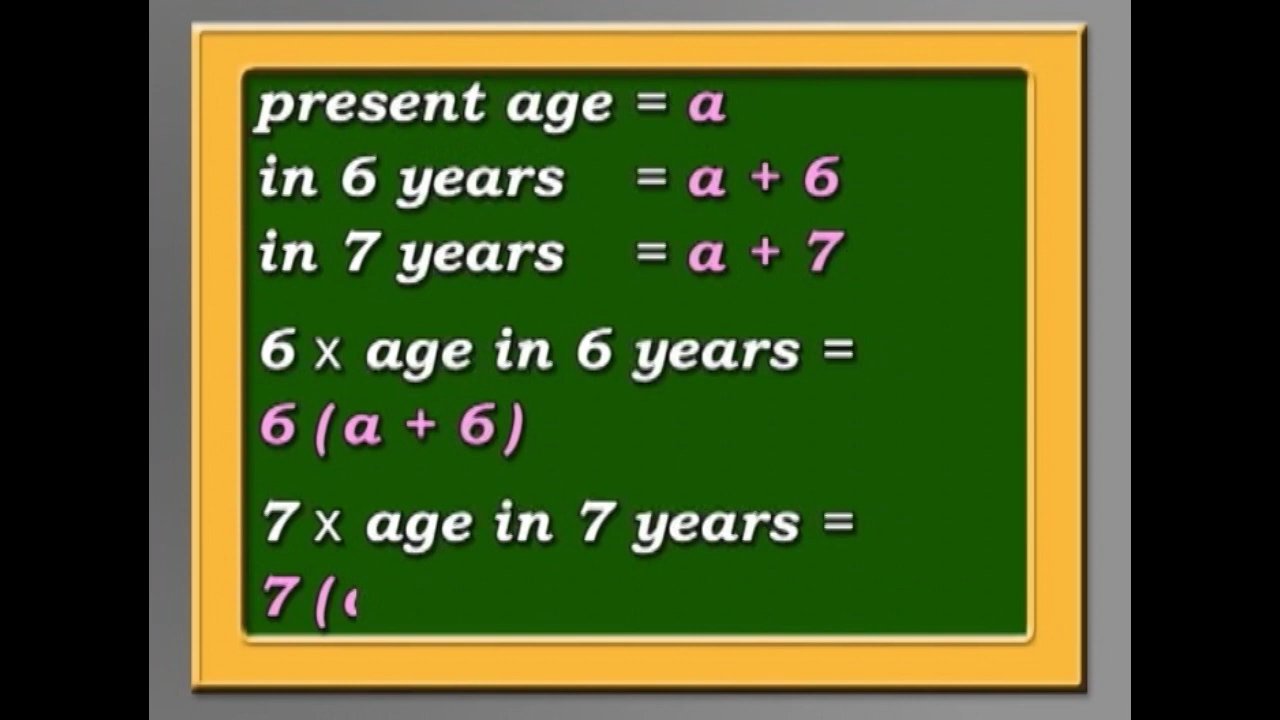 present age = a
in 6 years = a + 6
in 7 years = a + 7
6 x age in 6 years =
6 (a + 6)
7 x age in 7 years =
7 (